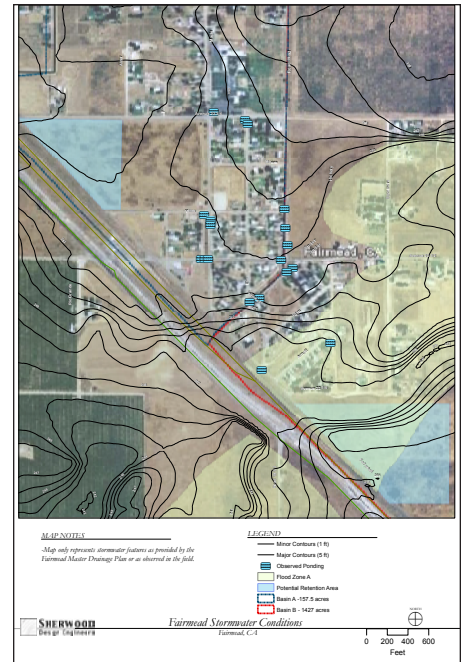 Fairmead, CA
MAP NOTES
-Map only represents stormwater features as provided by the
Fairmead Master Drainage Plan or as observed in the field.
LEGEND
Minor Contours (1 ft)
Major Contours (5 ft)
Observed Ponding
Flood Zone A
Potential Retention Area
Basin A -157.5 acres
Basin B - 1427 acres
SHERWOOD
Design Engineers
Fairmead Stormwater Conditions
Fairmead, CA
NORTH
0 200 400 600
Feet